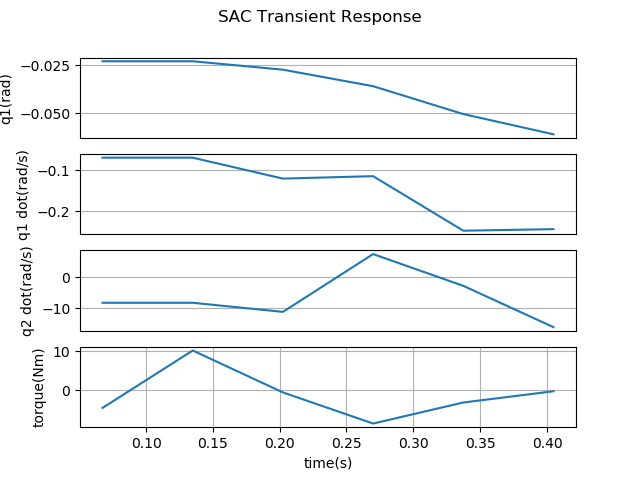 SAC Transient Response
−0.025
−0.050
q1(rad)
−0.1
−0.2
q1 dot(rad/s)
0
−10
q2 dot(rad/s)
10
0
torque(Nm)
0.10 0.15 0.20 0.25 0.30 0.35 0.40
time(s)